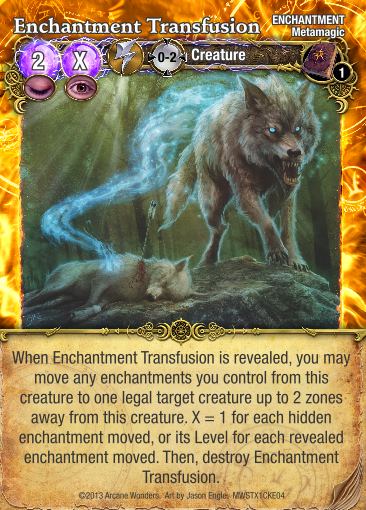 Enchantment Transfusion
ENCHANTMENT
Metamagic
2 X 0-2 Creature
1
When Enchantment Transfusion is revealed, you may
move any enchantments you control from this
creature to one legal target creature up to 2 zones
away from this creature. X = 1 for each hidden
enchantment moved, or its Level for each revealed
enchantment moved. Then, destroy Enchantment
Transfusion.
©2013 Arcane Wonders. Art by Jason Engle. MWSTX1CKE04